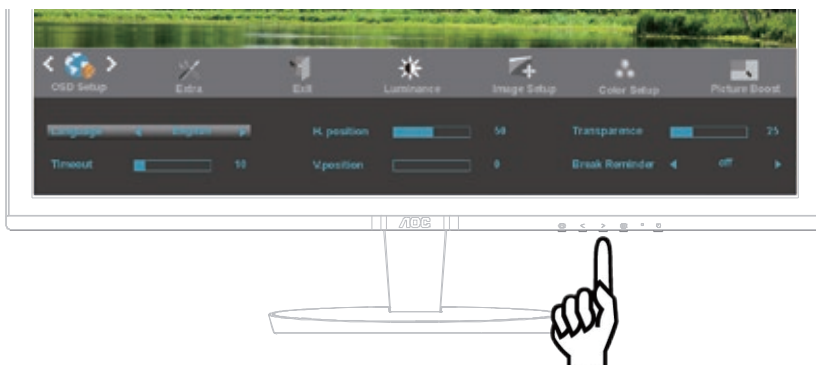 < >
OSD Setup Extra Exit Luminance Image Setup Color Setup Picture Boost
Language English H. position 50 Transparence 25
Timeout 10 V.position 0 Break Reminder off
AOC
< >